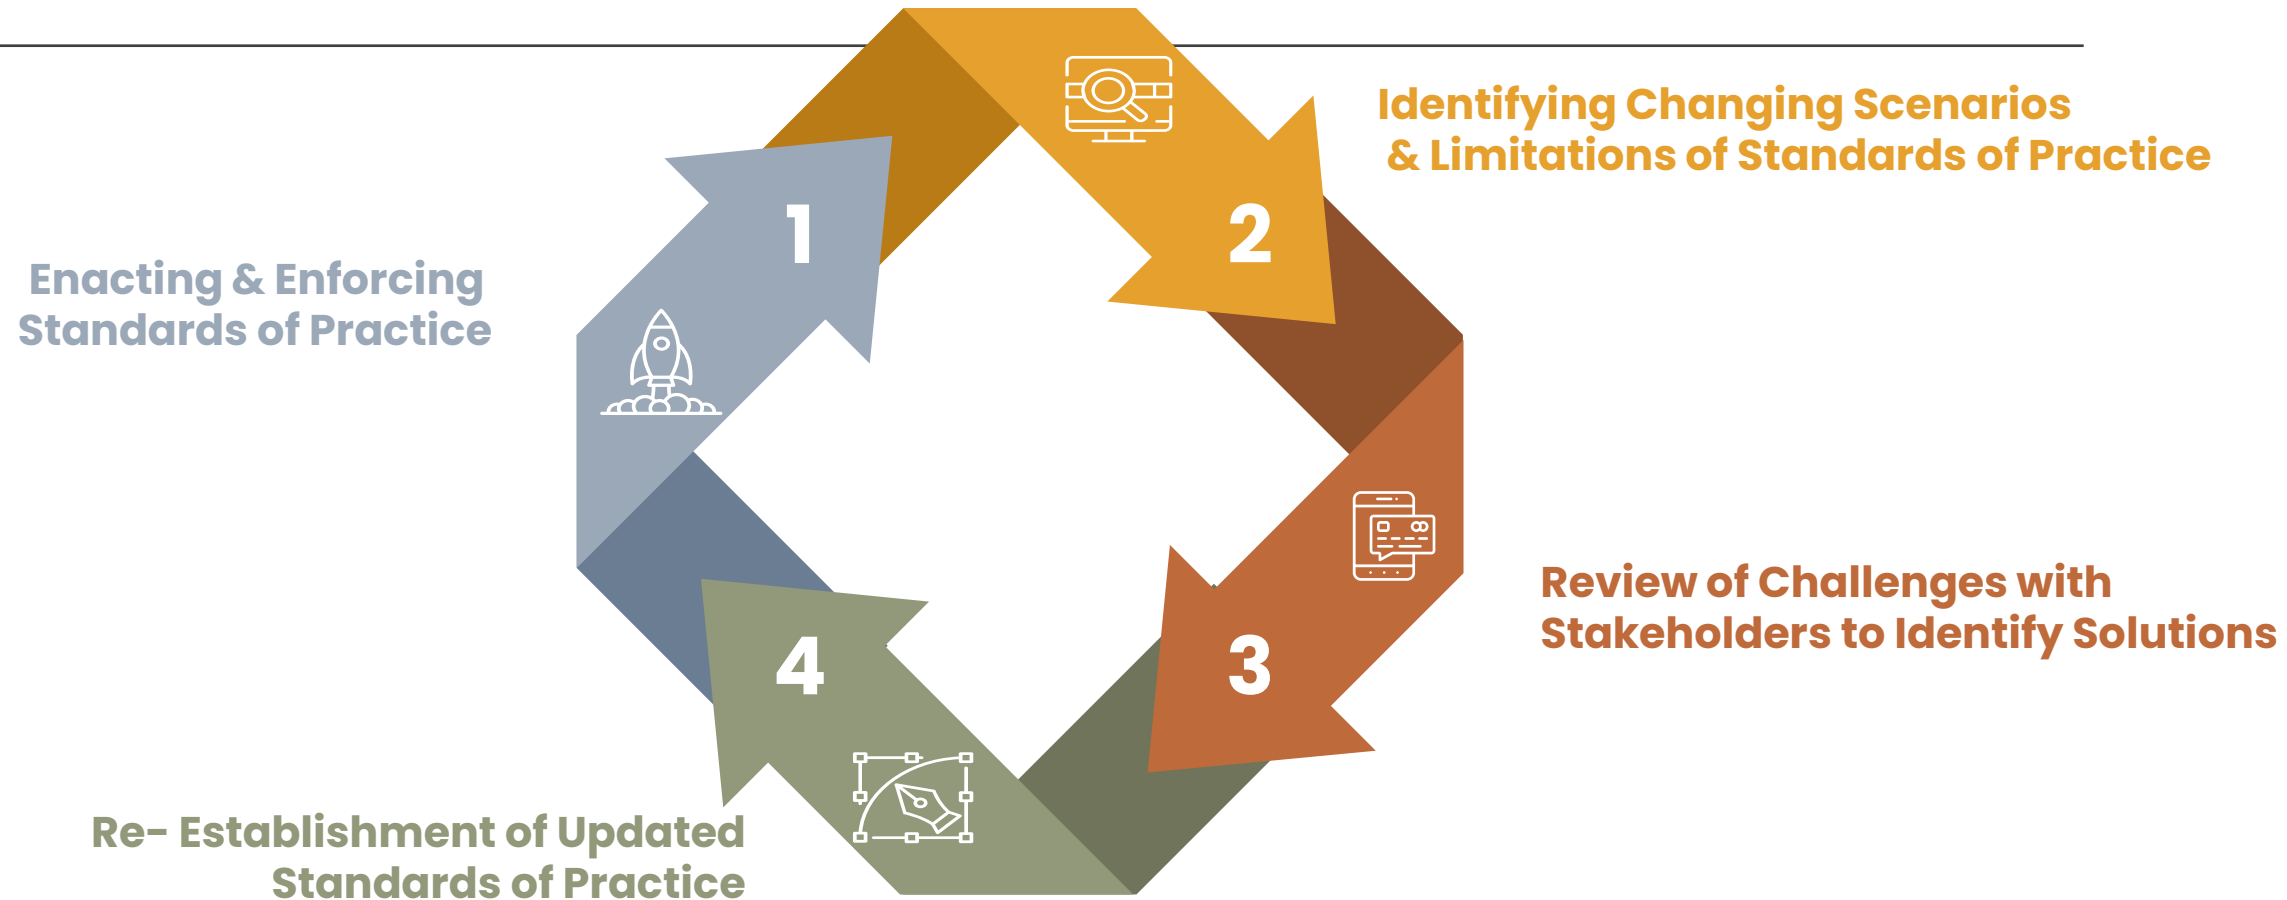 1
Enacting & Enforcing
Standards of Practice
2
Identifying Changing Scenarios
& Limitations of Standards of Practice
3
Review of Challenges with
Stakeholders to Identify Solutions
4
Re- Establishment of Updated
Standards of Practice